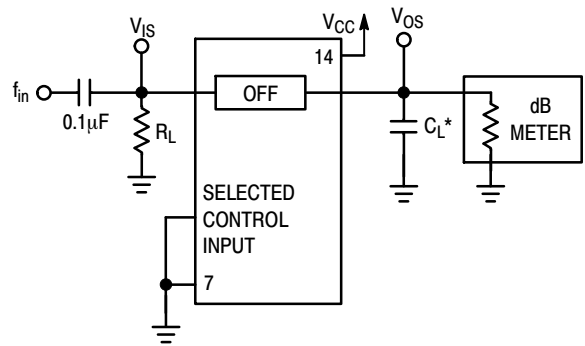 V_IS
V_CC
V_OS
14
f_in
0.1µF
R_L
OFF
C_L*
dB
METER
SELECTED
CONTROL
INPUT
7